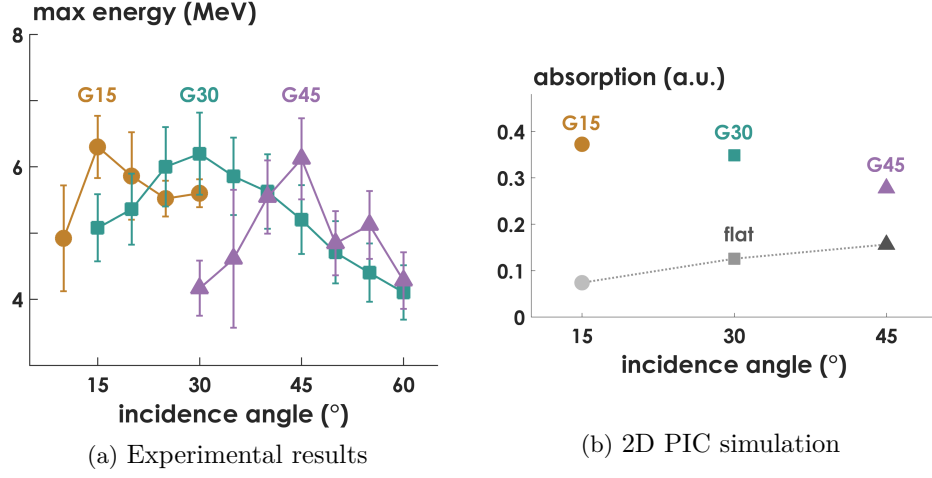 max energy (MeV)
8
G15 G30 G45
6
4
15 30 45 60
incidence angle (°)
(a) Experimental results
absorption (a.u.)
G15
0.4
G30
G45
0.3
0.2
flat
0.1
0
15 30 45
incidence angle (°)
(b) 2D PIC simulation